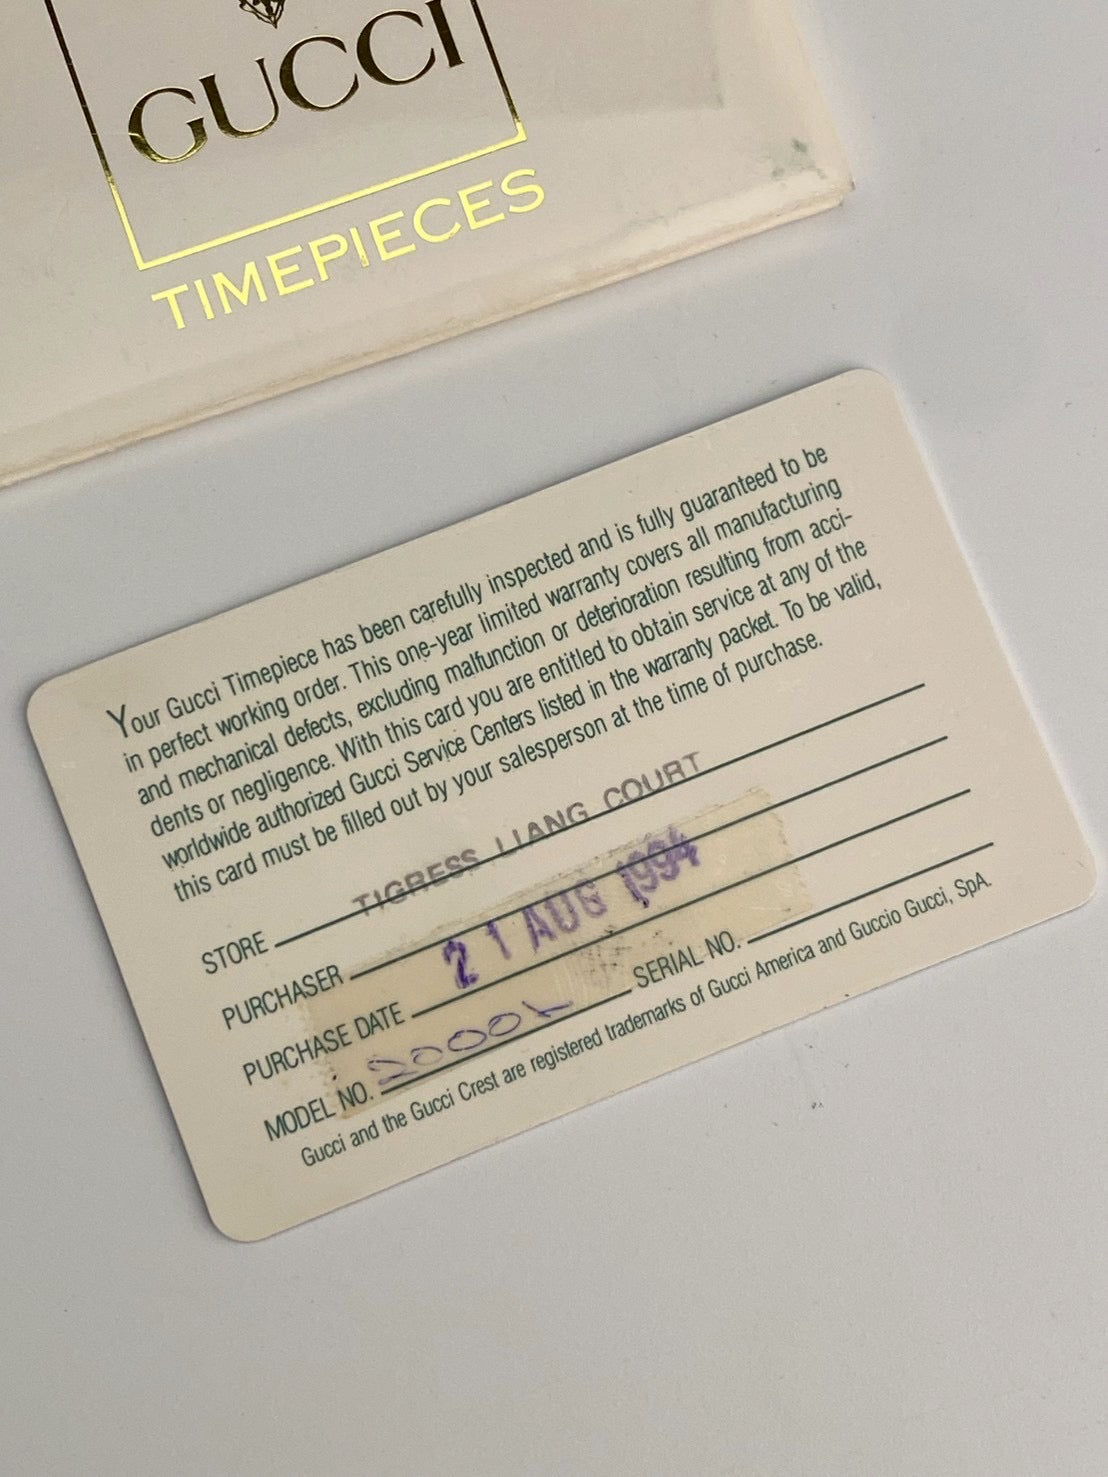 GUCCI
TIMEPIECES
Your Gucci Timepiece has been carefully inspected and is fully guaranteed to be
in perfect working order. This one-year limited warranty covers all manufacturing
and mechanical defects, excluding malfunction or deterioration resulting from acci-
dents or negligence. With this card you are entitled to obtain service at any of the
worldwide authorized Gucci Service Centers listed in the warranty packet. To be valid,
this card must be filled out by your salesperson at the time of purchase.
STORE TIGRESS LIANG COURT
PURCHASER
PURCHASE DATE 21 AUG 1994
MODEL NO. 2000L SERIAL NO.
Gucci and the Gucci Crest are registered trademarks of Gucci America and Guccio Gucci, SpA.